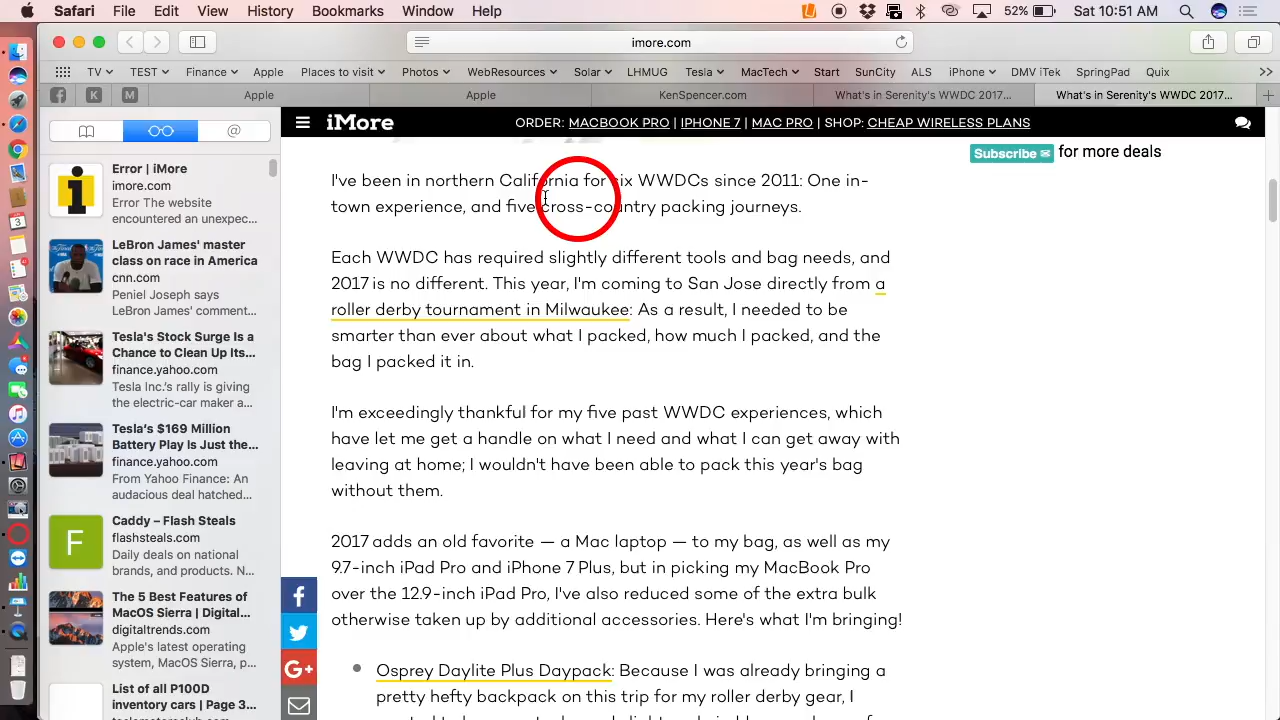 Safari File Edit View History Bookmarks Window Help 52% Sat 10:51 AM
imore.com
TV TEST Finance Apple Places to visit Photos WebResources Solar LHMUG Tesla MacTech Start SunCity ALS iPhone DMV iTek SpringPad Quix >>
Apple Apple KenSpencer.com What's in Serenity's WWDC 2017... What's in Serenity's WWDC 2017...
iMore ORDER: MACBOOK PRO | IPHONE 7 | MAC PRO | SHOP: CHEAP WIRELESS PLANS
Subscribe for more deals
Error | iMore
imore.com
Error The website
encountered an
unexpec...
LeBron James' master
class on race in America
cnn.com
Peniel Joseph says
LeBron James' comment...
Tesla's Stock Surge Is a
Chance to Clean Up Its...
finance.yahoo.com
Tesla Inc.'s rally is giving
the electric-car maker a...
Tesla's $169 Million
Battery Play Is Just the...
finance.yahoo.com
From Yahoo Finance: An
audacious deal hatched...
Caddy – Flash Steals
flashsteals.com
Daily deals on national
brands, and products. N...
The 5 Best Features of
MacOS Sierra | Digital...
digitaltrends.com
Apple's latest operating
system, MacOS Sierra, p...
List of all P100D
inventory cars | Page 3...
I've been in northern California for six WWDCs since 2011: One in-
town experience, and five cross-country packing journeys.
Each WWDC has required slightly different tools and bag needs, and
2017 is no different. This year, I'm coming to San Jose directly from a
roller derby tournament in Milwaukee: As a result, I needed to be
smarter than ever about what I packed, how much I packed, and the
bag I packed it in.
I'm exceedingly thankful for my five past WWDC experiences, which
have let me get a handle on what I need and what I can get away with
leaving at home; I wouldn't have been able to pack this year's bag
without them.
2017 adds an old favorite — a Mac laptop — to my bag, as well as my
9.7-inch iPad Pro and iPhone 7 Plus, but in picking my MacBook Pro
over the 12.9-inch iPad Pro, I've also reduced some of the extra bulk
otherwise taken up by additional accessories. Here's what I'm bringing!
Osprey Daylite Plus Daypack: Because I was already bringing a
pretty hefty backpack on this trip for my roller derby gear, I